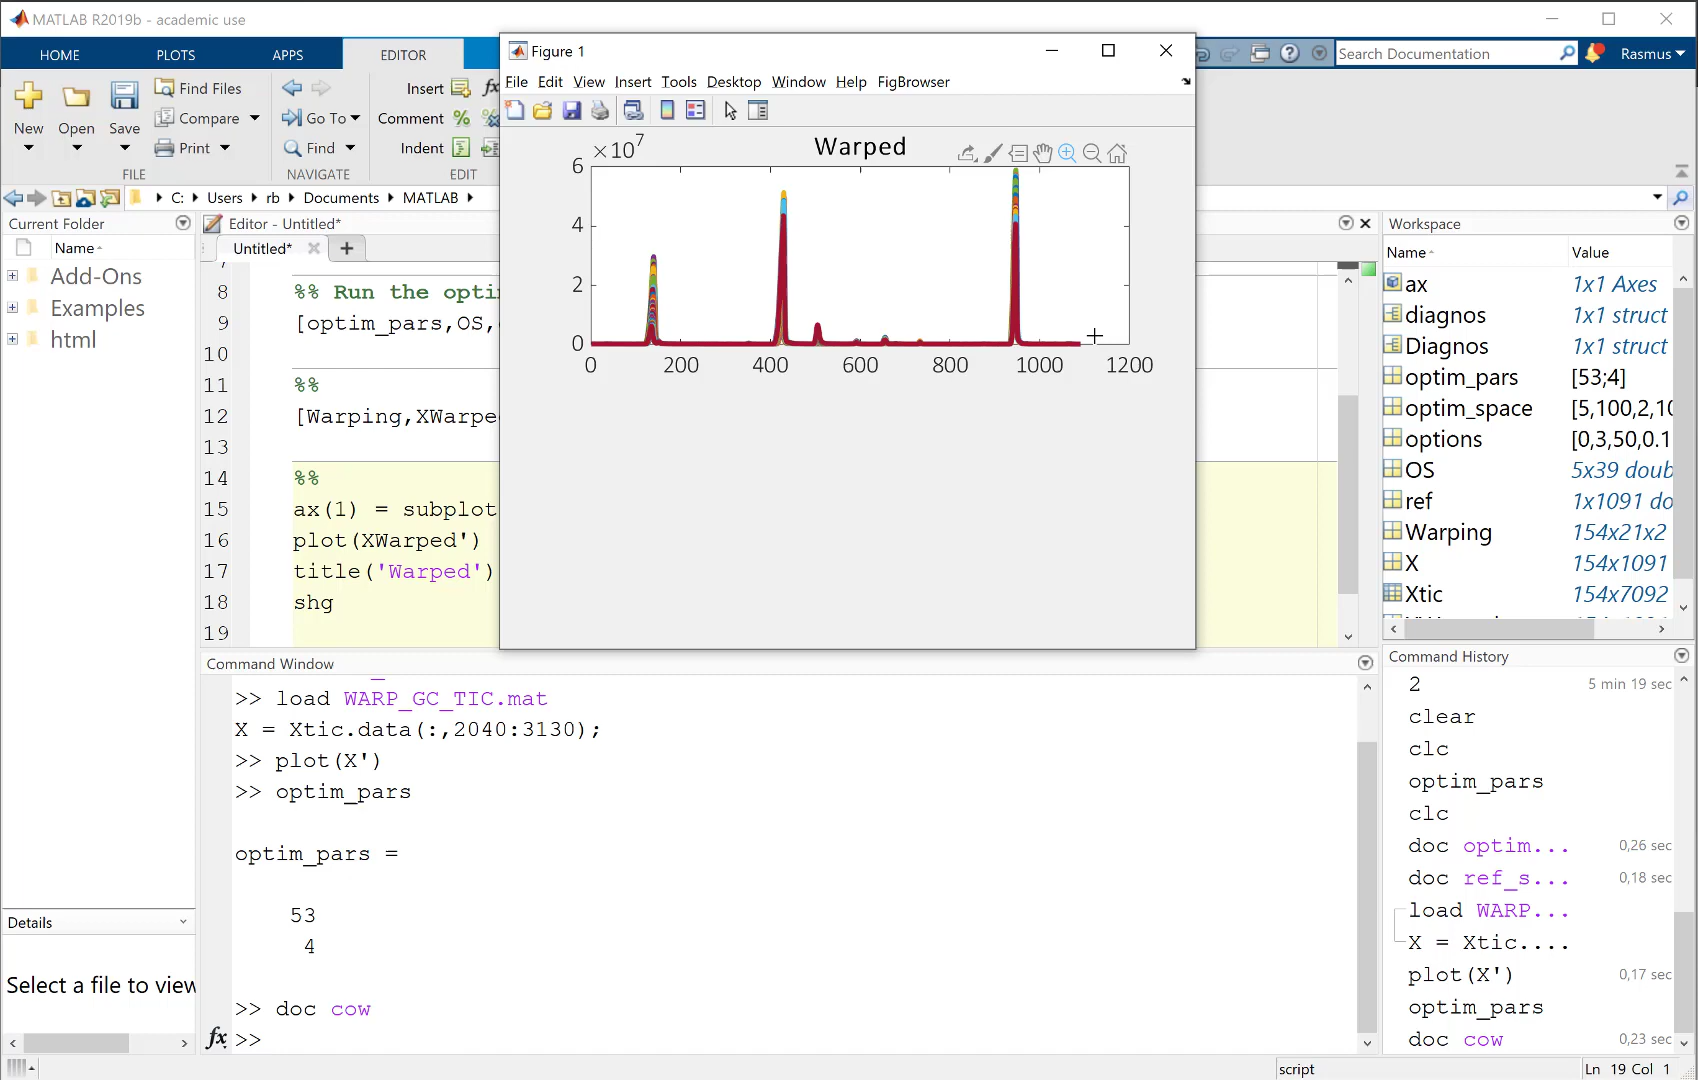 MATLAB R2019b - academic use
HOME PLOTS APPS EDITOR
Search Documentation
Rasmus
New Open Save
Find Files
Compare
Print
FILE
Go To
Find
NAVIGATE
Insert
Comment
Indent
EDIT
fx
C: Users rb Documents MATLAB
Current Folder
Name
Add-Ons
Examples
html
Details
Select a file to view
Editor - Untitled*
Untitled*
8 %% Run the optim
9 [optim_pars,OS,
10
11 %%
12 [Warping,XWarpe
13
14 %%
15 ax(1) = subplot
16 plot(XWarped')
17 title('Warped')
18 shg
19
Figure 1
File Edit View Insert Tools Desktop Window Help FigBrowser
×10^7
Warped
6
4
2
0
0 200 400 600 800 1000 1200
Command Window
>> load WARP_GC_TIC.mat
X = Xtic.data(:,2040:3130);
>> plot(X')
>> optim_pars
optim_pars =
53
4
>> doc cow
fx >>
Workspace
Name Value
ax 1x1 Axes
diagnos 1x1 struct
Diagnos 1x1 struct
optim_pars [53;4]
optim_space [5,100,2,10
options [0,3,50,0.1
OS 5x39 doub
ref 1x1091 do
Warping 154x21x2
X 154x1091
Xtic 154x7092
Command History
2 5 min 19 sec
clear
clc
optim_pars
clc
doc optim... 0,26 sec
doc ref_s... 0,18 sec
load WARP...
X = Xtic....
plot(X') 0,17 sec
optim_pars
doc cow 0,23 sec
script
Ln 19 Col 1